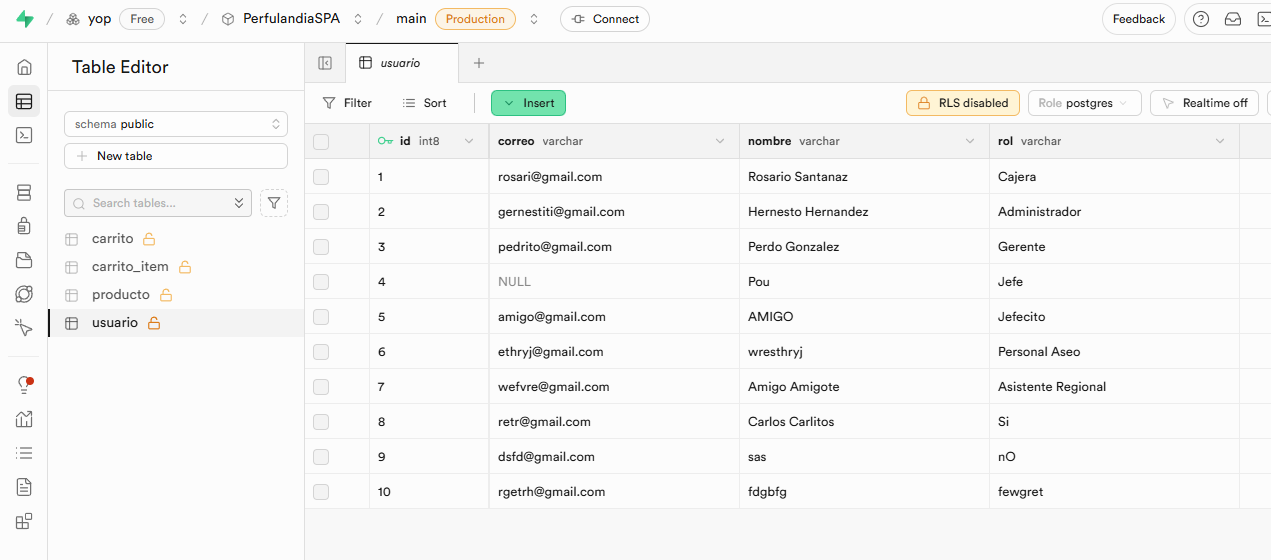 yop Free PerfulandiaSPA main Production Connect Feedback
Table Editor
usuario
Filter Sort Insert RLS disabled Role postgres Realtime off
schema public
New table
Search tables...
carrito
carrito_item
producto
usuario
id int8 correo varchar nombre varchar rol varchar
1 rosari@gmail.com Rosario Santanaz Cajera
2 gernestiti@gmail.com Hernesto Hernandez Administrador
3 pedrito@gmail.com Perdo Gonzalez Gerente
4 NULL Pou Jefe
5 amigo@gmail.com AMIGO Jefecito
6 ethryj@gmail.com wresthryj Personal Aseo
7 wefvre@gmail.com Amigo Amigote Asistente Regional
8 retr@gmail.com Carlos Carlitos Si
9 dsfd@gmail.com sas nO
10 rgetrh@gmail.com fdgbfg fewgret